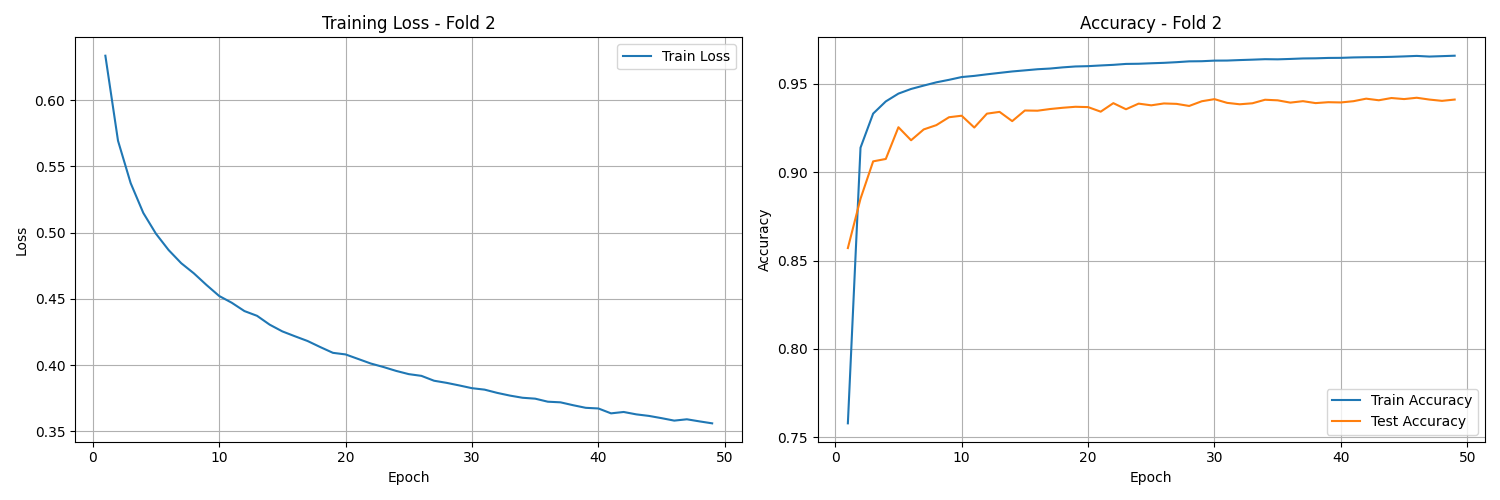 Training Loss - Fold 2
Train Loss
0.60
0.55
0.50
0.45
0.40
0.35
Loss
0 10 20 30 40 50
Epoch
Accuracy - Fold 2
0.95
0.90
0.85
0.80
0.75
Accuracy
Train Accuracy
Test Accuracy
0 10 20 30 40 50
Epoch